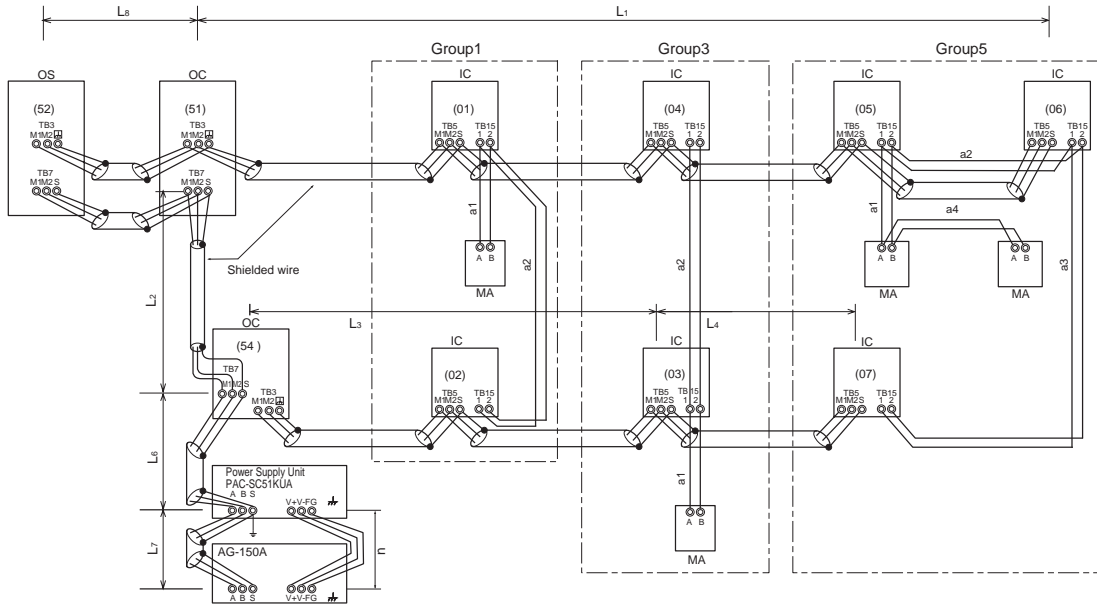 L8
L1
Group1
Group3
Group5
OS
OC
IC
IC
IC
IC
(52)
(51)
(01)
(04)
(05)
(06)
TB3
M1M2
TB3
M1M2
TB5
M1M2S
TB15
1 2
TB5
M1M2S
TB15
1 2
TB5
M1M2S
TB15
1 2
TB5
M1M2S
TB15
1 2
TB7
M1M2 S
TB7
M1M2 S
a2
a1
a2
a2
a1
a4
a3
A B
MA
A B
MA
A B
MA
Shielded wire
L2
L3
L4
OC
(54 )
TB7
M1M2 S
TB3
M1M2
IC
(02)
TB5
M1M2S
TB15
1 2
IC
(03)
TB5
M1M2S
TB15
1 2
IC
(07)
TB5
M1M2S
TB15
1 2
L6
Power Supply Unit
PAC-SC51KUA
A B S
V+V-FG
a1
A B
MA
L7
n
AG-150A
A B S
V+V-FG